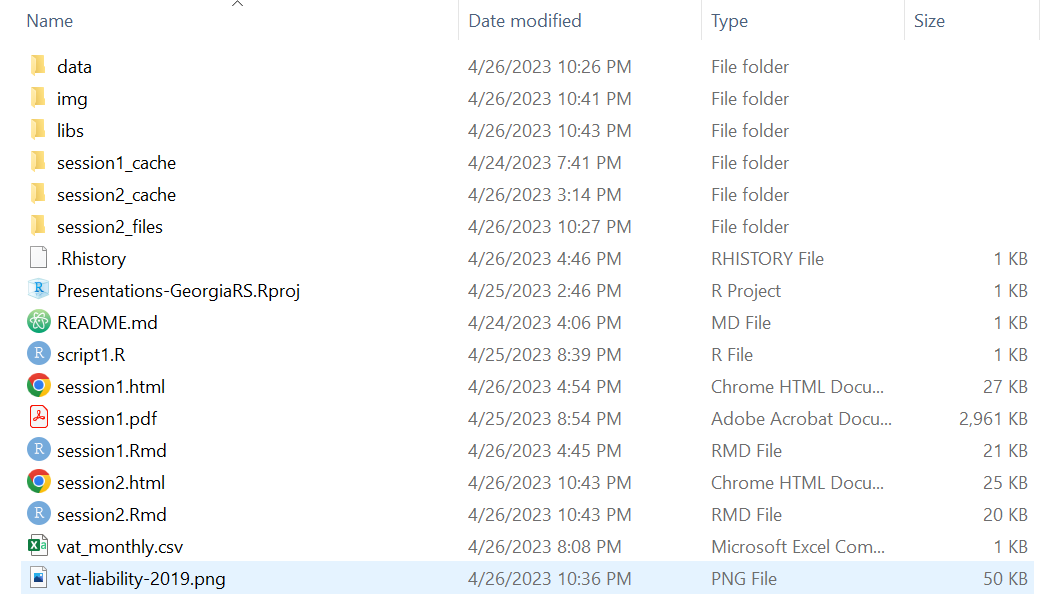 Name Date modified Type Size
data 4/26/2023 10:26 PM File folder
img 4/26/2023 10:41 PM File folder
libs 4/26/2023 10:43 PM File folder
session1_cache 4/24/2023 7:41 PM File folder
session2_cache 4/26/2023 3:14 PM File folder
session2_files 4/26/2023 10:27 PM File folder
.Rhistory 4/26/2023 4:46 PM RHISTORY File 1 KB
Presentations-GeorgiaRS.Rproj 4/25/2023 2:46 PM R Project 1 KB
README.md 4/24/2023 4:06 PM MD File 1 KB
script1.R 4/25/2023 8:39 PM R File 1 KB
session1.html 4/26/2023 4:54 PM Chrome HTML Docu... 27 KB
session1.pdf 4/25/2023 8:54 PM Adobe Acrobat Docu... 2,961 KB
session1.Rmd 4/26/2023 4:45 PM RMD File 21 KB
session2.html 4/26/2023 10:43 PM Chrome HTML Docu... 25 KB
session2.Rmd 4/26/2023 10:43 PM RMD File 20 KB
vat_monthly.csv 4/26/2023 8:08 PM Microsoft Excel Com... 1 KB
vat-liability-2019.png 4/26/2023 10:36 PM PNG File 50 KB